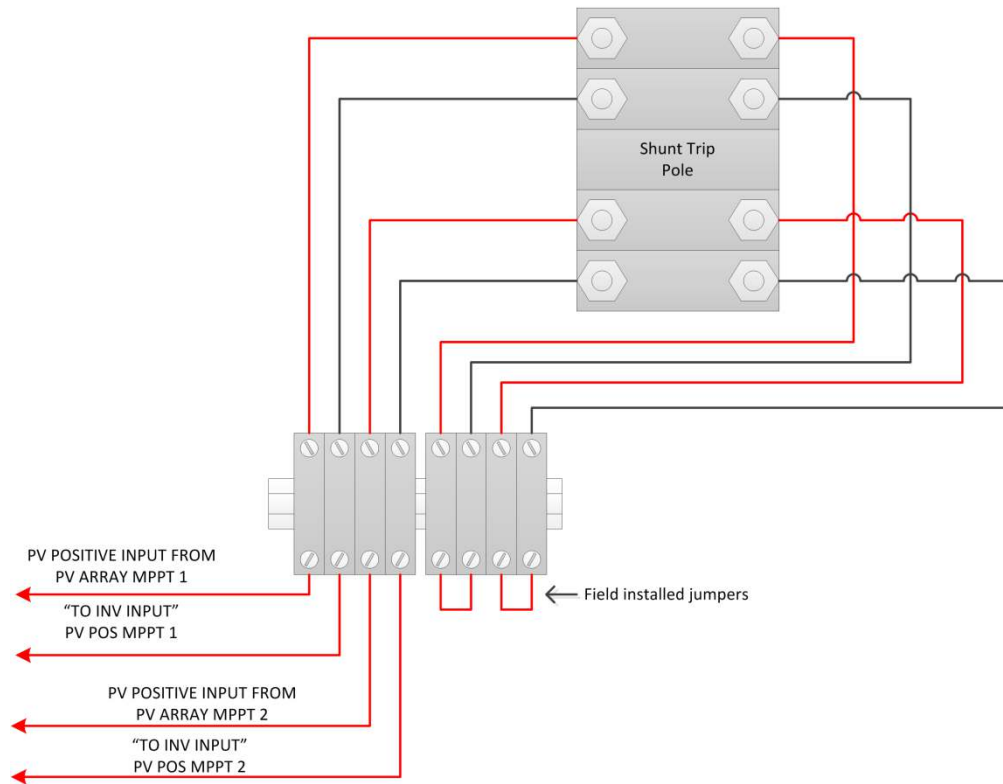 Shunt Trip
Pole
PV POSITIVE INPUT FROM
PV ARRAY MPPT 1
Field installed jumpers
“TO INV INPUT”
PV POS MPPT 1
PV POSITIVE INPUT FROM
PV ARRAY MPPT 2
“TO INV INPUT”
PV POS MPPT 2